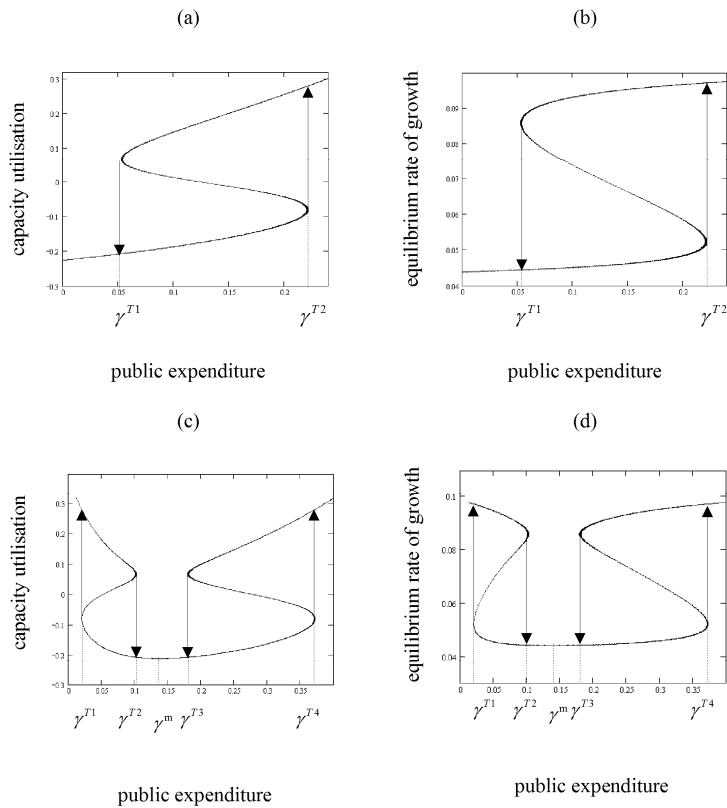 (a)
(b)
capacity utilisation
0.3
0.2
0.1
0
−0.1
−0.2
−0.3
0
0.05
0.1
0.15
0.2
γT1
γT2
public expenditure
equilibrium rate of growth
0.09
0.08
0.07
0.06
0.05
0.04
0
0.05
0.1
0.15
0.2
γT1
γT2
public expenditure
(c)
(d)
capacity utilisation
0.3
0.2
0.1
0
−0.1
−0.2
−0.3
0
0.05
0.1
0.15
0.2
0.25
0.3
0.35
γT1
γT2
γm
γT3
γT4
public expenditure
equilibrium rate of growth
0.1
0.08
0.06
0.04
0
0.05
0.1
0.15
0.2
0.25
0.3
0.35
γT1
γT2
γm
γT3
γT4
public expenditure